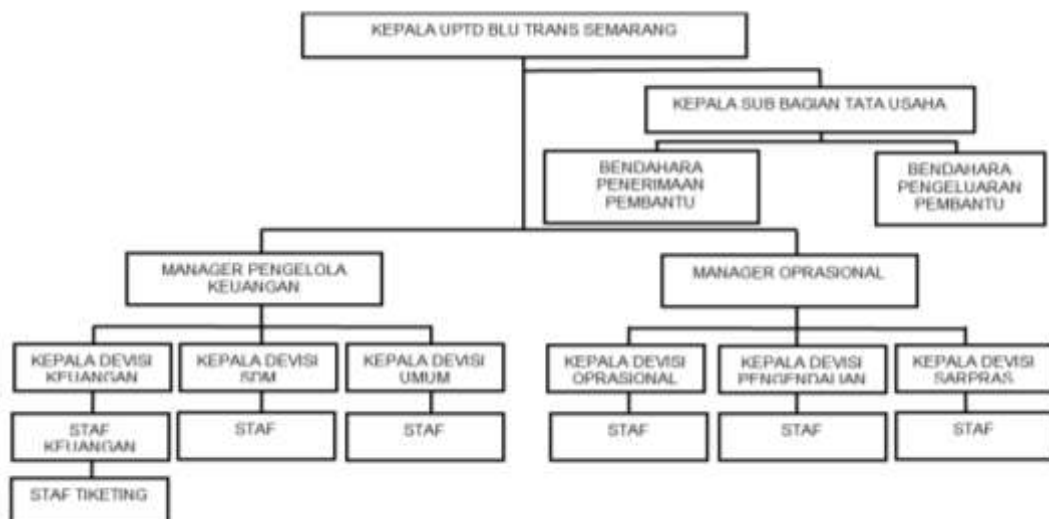 KEPALA UPTD BLU TRANS SEMARANG
KEPALA SUB BAGIAN TATA USAHA
BENDAHARA
PENERIMAAN
PEMBANTU
BENDAHARA
PENGELUARAN
PEMBANTU
MANAGER PENGELOLA
KEUANGAN
MANAGER OPRASIONAL
KEPALA DEVISI
KEUANGAN
KEPALA DEVISI
SDM
KEPALA DEVISI
UMUM
KEPALA DEVISI
OPRASIONAL
KEPALA DEVISI
PENGENDALIAN
KEPALA DEVISI
SARPRAS
STAF
KEUANGAN
STAF
STAF
STAF
STAF
STAF
STAF TIKETING